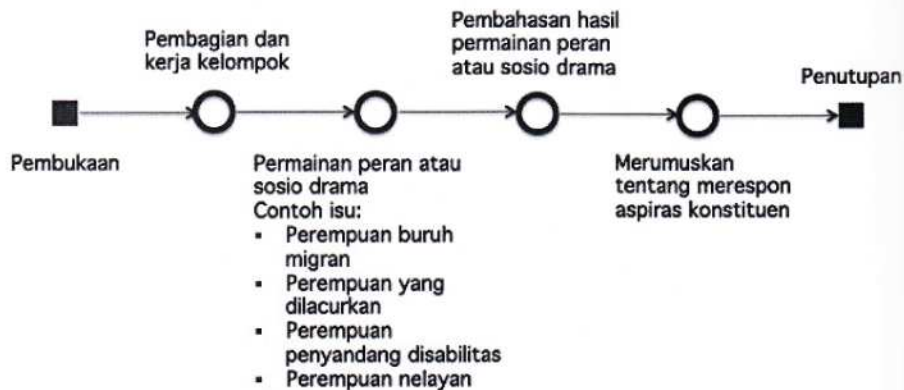 Pembukaan
Pembagian dan
kerja kelompok
Permainan peran atau
sosio drama
Contoh isu:
▪ Perempuan buruh
migran
▪ Perempuan yang
dilacurkan
▪ Perempuan
penyandang disabilitas
▪ Perempuan nelayan
Pembahasan hasil
permainan peran
atau sosio drama
Merumuskan
tentang merespon
aspiras konstituen
Penutupan